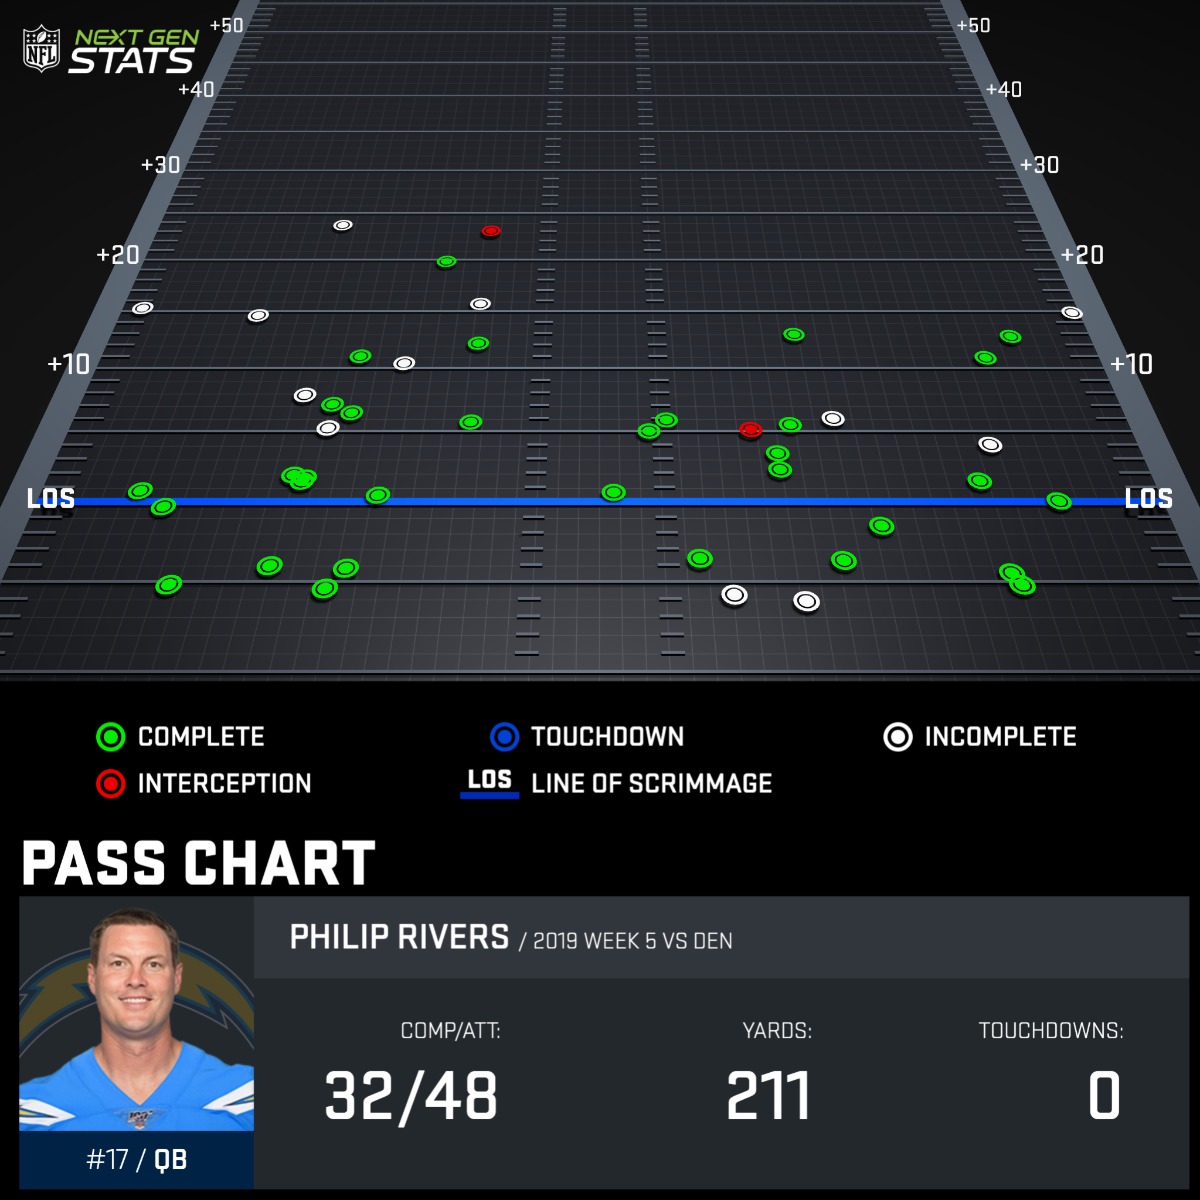 +50 +50
NFL
NEXT GEN
STATS
+40 +40
+30 +30
+20 +20
+10 +10
LOS LOS
COMPLETE TOUCHDOWN INCOMPLETE
INTERCEPTION LOS LINE OF SCRIMMAGE
PASS CHART
PHILIP RIVERS / 2019 WEEK 5 VS DEN
COMP/ATT: YARDS: TOUCHDOWNS:
32/48 211 0
#17 / QB